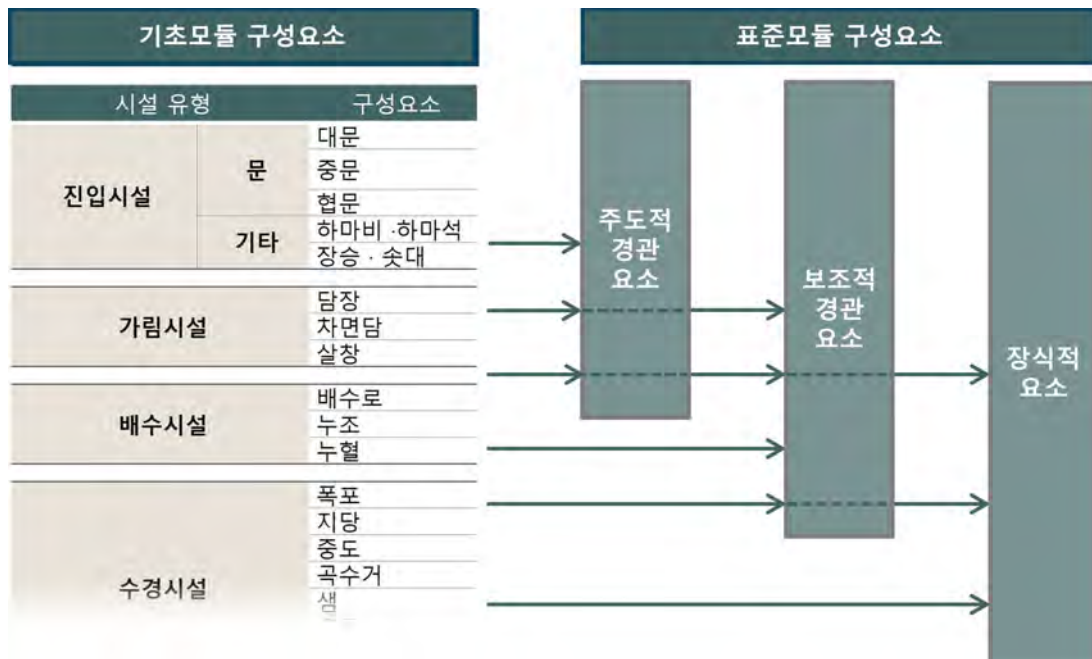 기초모듈 구성요소
표준모듈 구성요소
시설 유형
구성요소
진입시설
문
대문
중문
협문
기타
하마비 ·하마석
장승 · 솟대
가림시설
담장
차면담
살창
배수시설
배수로
누조
누혈
수경시설
폭포
지당
중도
곡수거
샘
주도적
경관
요소
보조적
경관
요소
장식적
요소